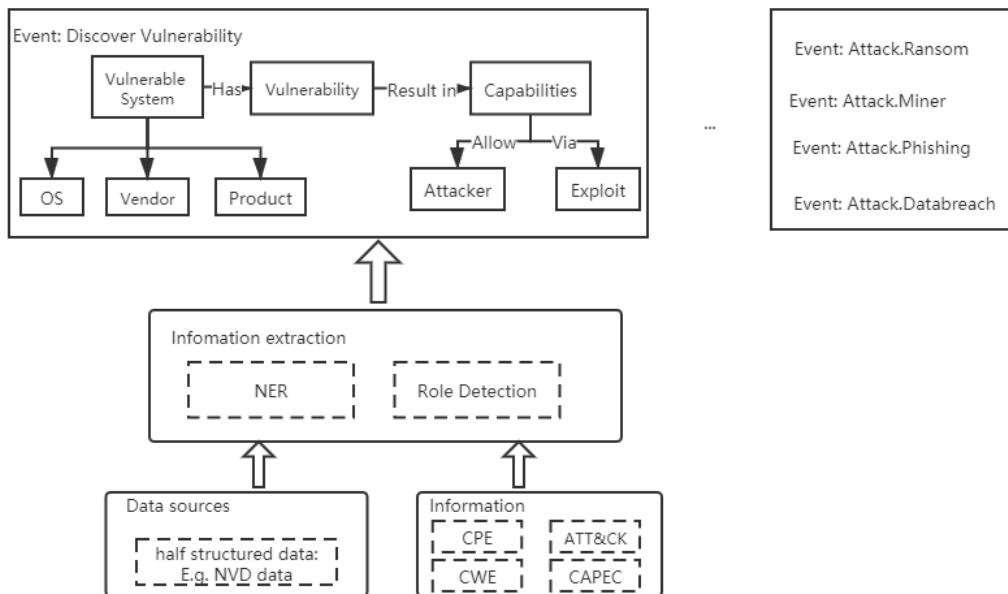 Event: Discover Vulnerability
Vulnerable
System
Has
Vulnerability
Result in
Capabilities
Allow
Via
OS
Vendor
Product
Attacker
Exploit
...
Event: Attack.Ransom
Event: Attack.Miner
Event: Attack.Phishing
Event: Attack.Databreach
Infomation extraction
NER
Role Detection
Data sources
half structured data:
E.g. NVD data
Information
CPE
ATT&CK
CWE
CAPEC